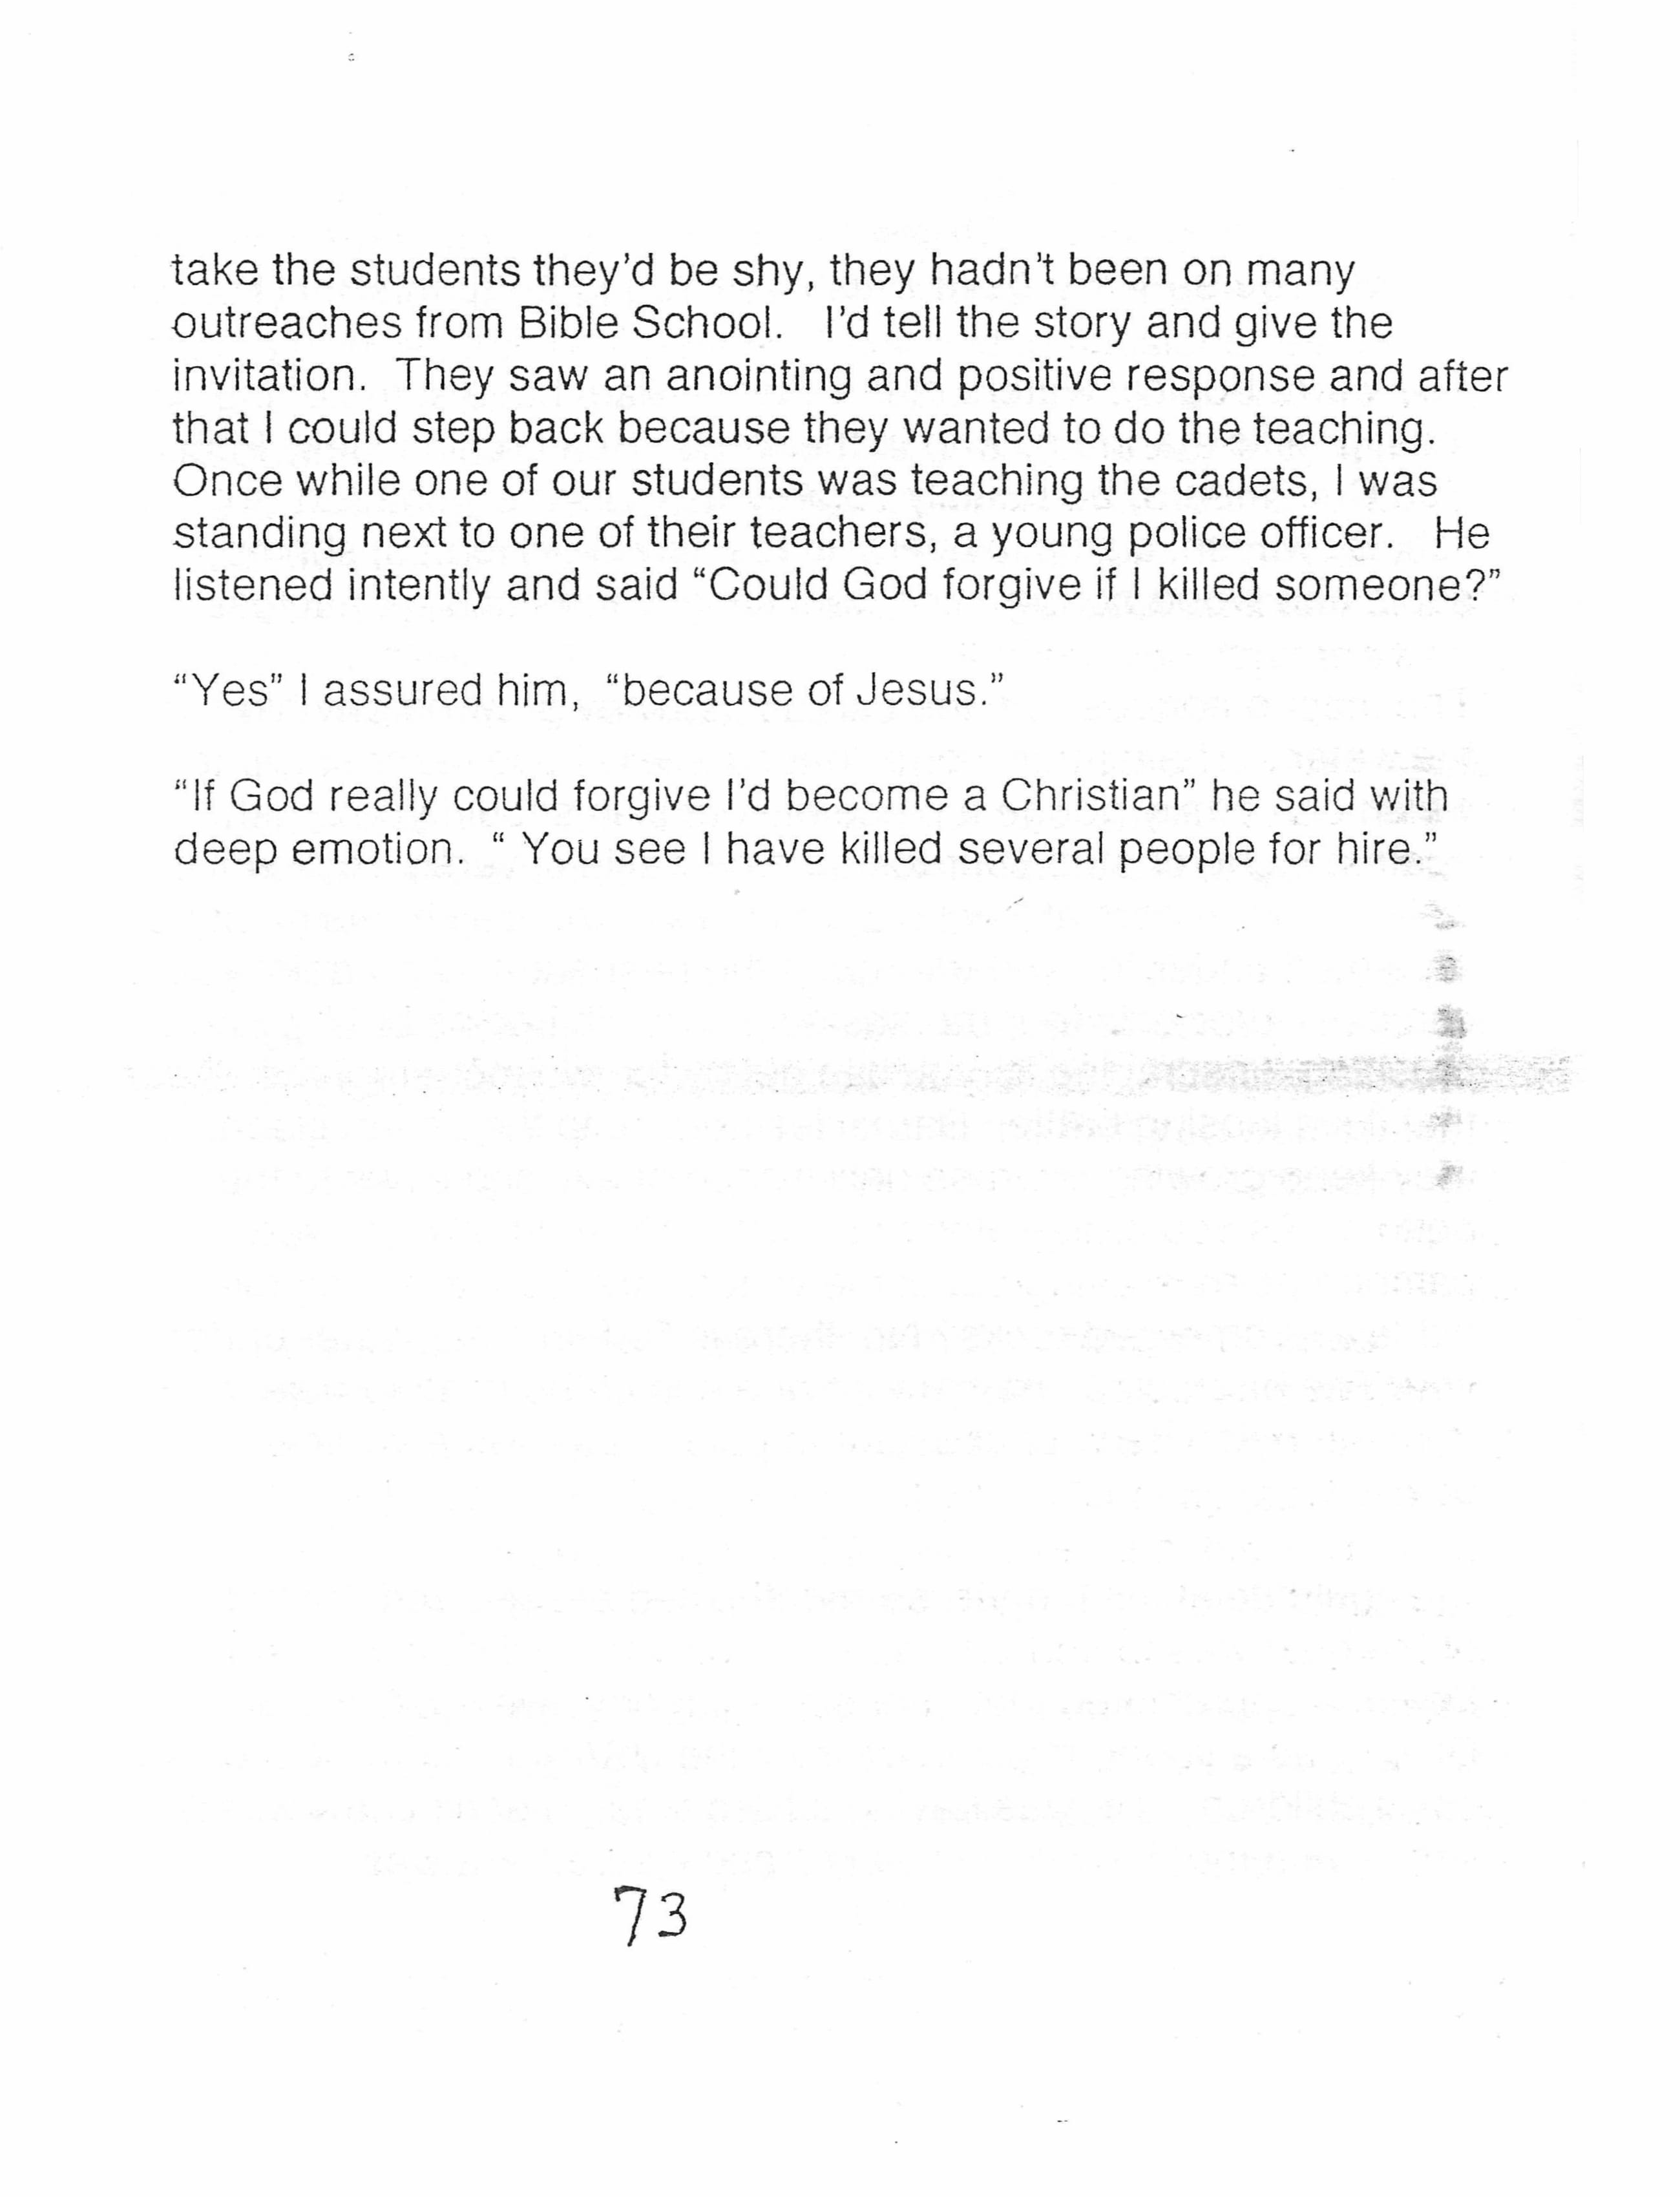 take the students they'd be shy, they hadn't been on many
outreaches from Bible School.   I'd tell the story and give the
invitation.  They saw an anointing and positive response and after
that I could step back because they wanted to do the teaching.
Once while one of our students was teaching the cadets, I was
standing next to one of their teachers, a young police officer.   He
listened intently and said “Could God forgive if I killed someone?”
“Yes” I assured him,  “because of Jesus.”
“If God really could forgive I'd become a Christian” he said with
deep emotion.  “ You see I have killed several people for hire.”
73